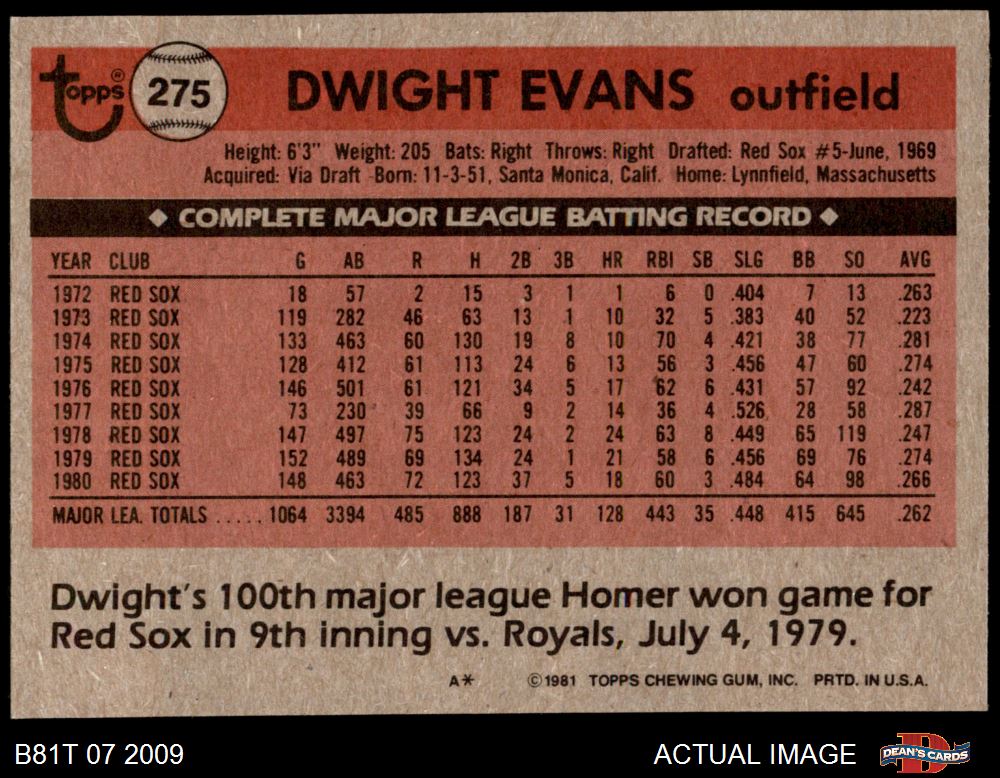 Topps® 275 DWIGHT EVANS outfield
Height: 6'3" Weight: 205 Bats: Right Throws: Right Drafted: Red Sox #5-June, 1969
Acquired: Via Draft Born: 11-3-51, Santa Monica, Calif. Home: Lynnfield, Massachusetts
◆ COMPLETE MAJOR LEAGUE BATTING RECORD ◆
YEAR CLUB G AB R H 2B 3B HR RBI SB SLG BB SO AVG
1972 RED SOX 18 57 2 15 3 1 1 6 0 .404 7 13 .263
1973 RED SOX 119 282 46 63 13 1 10 32 5 .383 40 52 .223
1974 RED SOX 133 463 60 130 19 8 10 70 4 .421 38 77 .281
1975 RED SOX 128 412 61 113 24 6 13 56 3 .456 47 60 .274
1976 RED SOX 146 501 61 121 34 5 17 62 6 .431 57 92 .242
1977 RED SOX 73 230 39 66 9 2 14 36 4 .526 28 58 .287
1978 RED SOX 147 497 75 123 24 2 24 63 8 .449 65 119 .247
1979 RED SOX 152 489 69 134 24 1 21 58 6 .456 69 76 .274
1980 RED SOX 148 463 72 123 37 5 18 60 3 .484 64 98 .266
MAJOR LEA. TOTALS ..... 1064 3394 485 888 187 31 128 443 35 .448 415 645 .262
Dwight's 100th major league Homer won game for
Red Sox in 9th inning vs. Royals, July 4, 1979.
A* ©1981 TOPPS CHEWING GUM, INC. PRTD. IN U.S.A.
B81T 07 2009 ACTUAL IMAGE DEAN'S CARDS